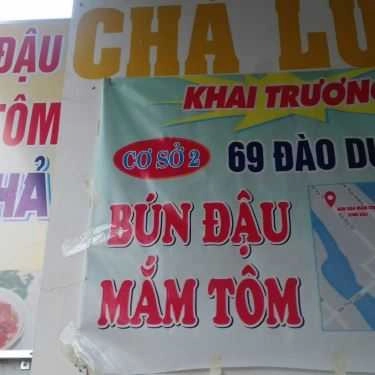 ĐẬU
TÔM
HẢ
CHẢ LỤ
KHAI TRƯƠNG
CƠ SỞ 2
69 ĐÀO DU
BÚN ĐẬU
MẮM TÔM